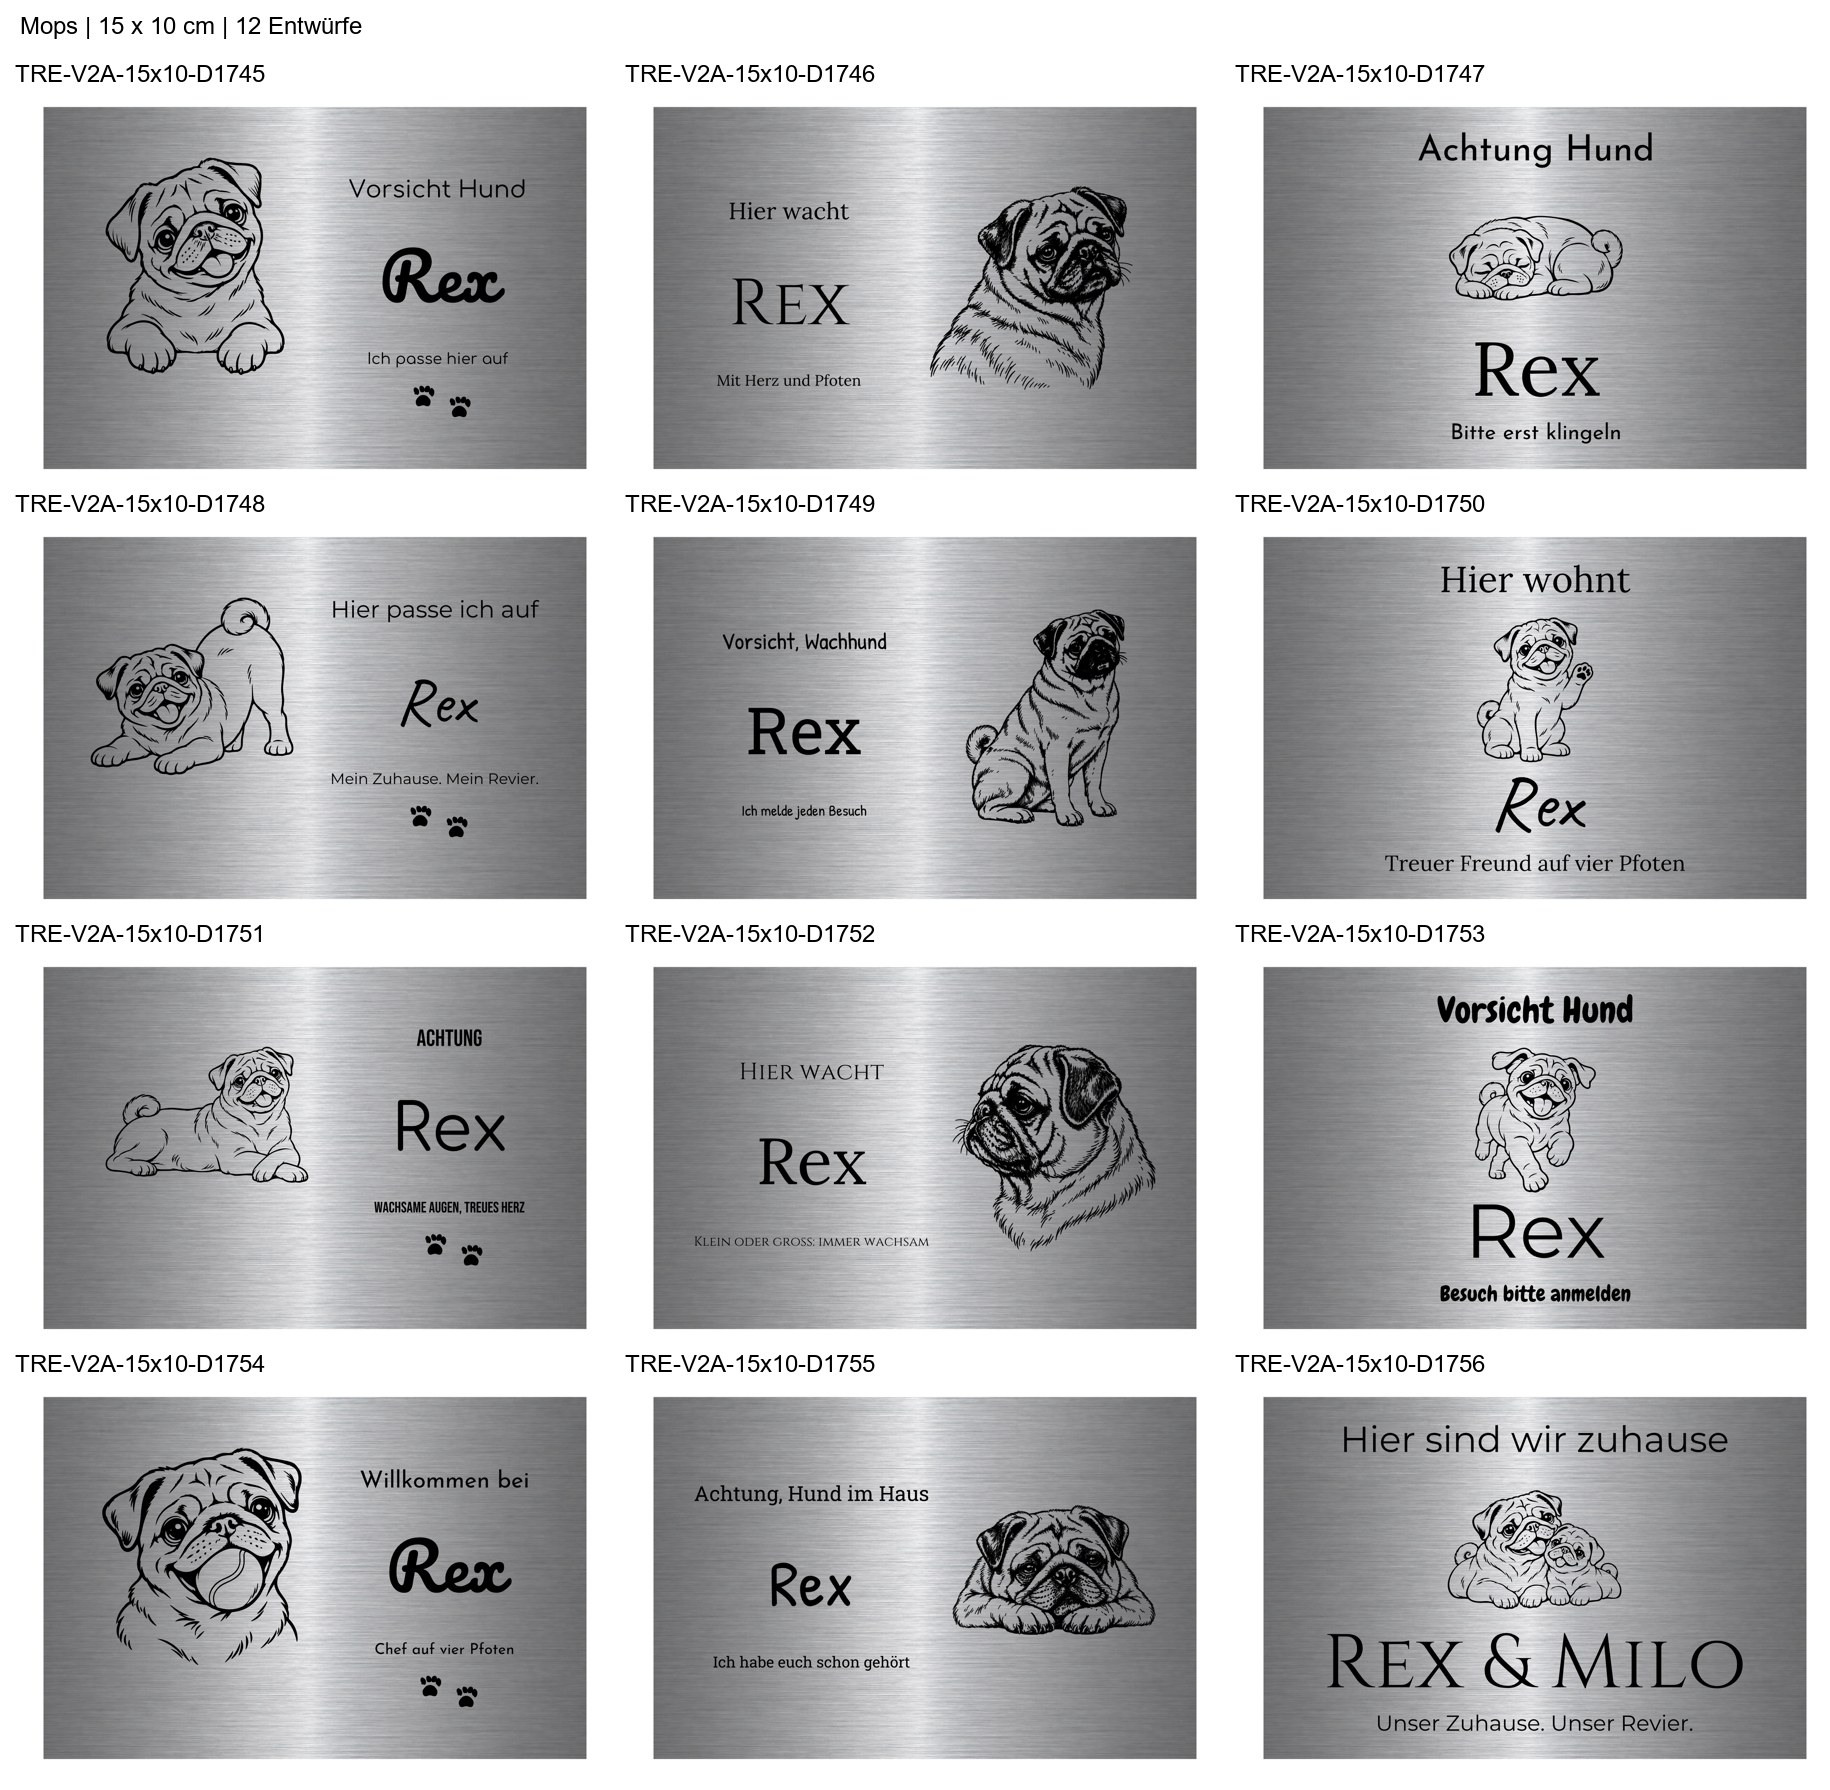 Mops | 15 x 10 cm | 12 Entwürfe
TRE-V2A-15x10-D1745
Vorsicht Hund
Rex
Ich passe hier auf
TRE-V2A-15x10-D1746
Hier wacht
REX
Mit Herz und Pfoten
TRE-V2A-15x10-D1747
Achtung Hund
Rex
Bitte erst klingeln
TRE-V2A-15x10-D1748
Hier passe ich auf
Rex
Mein Zuhause. Mein Revier.
TRE-V2A-15x10-D1749
Vorsicht, Wachhund
Rex
Ich melde jeden Besuch
TRE-V2A-15x10-D1750
Hier wohnt
Rex
Treuer Freund auf vier Pfoten
TRE-V2A-15x10-D1751
ACHTUNG
Rex
WACHSAME AUGEN, TREUES HERZ
TRE-V2A-15x10-D1752
HIER WACHT
Rex
KLEIN ODER GROSS: IMMER WACHSAM
TRE-V2A-15x10-D1753
Vorsicht Hund
Rex
Besuch bitte anmelden
TRE-V2A-15x10-D1754
Willkommen bei
Rex
Chef auf vier Pfoten
TRE-V2A-15x10-D1755
Achtung, Hund im Haus
Rex
Ich habe euch schon gehört
TRE-V2A-15x10-D1756
Hier sind wir zuhause
REX & MILO
Unser Zuhause. Unser Revier.